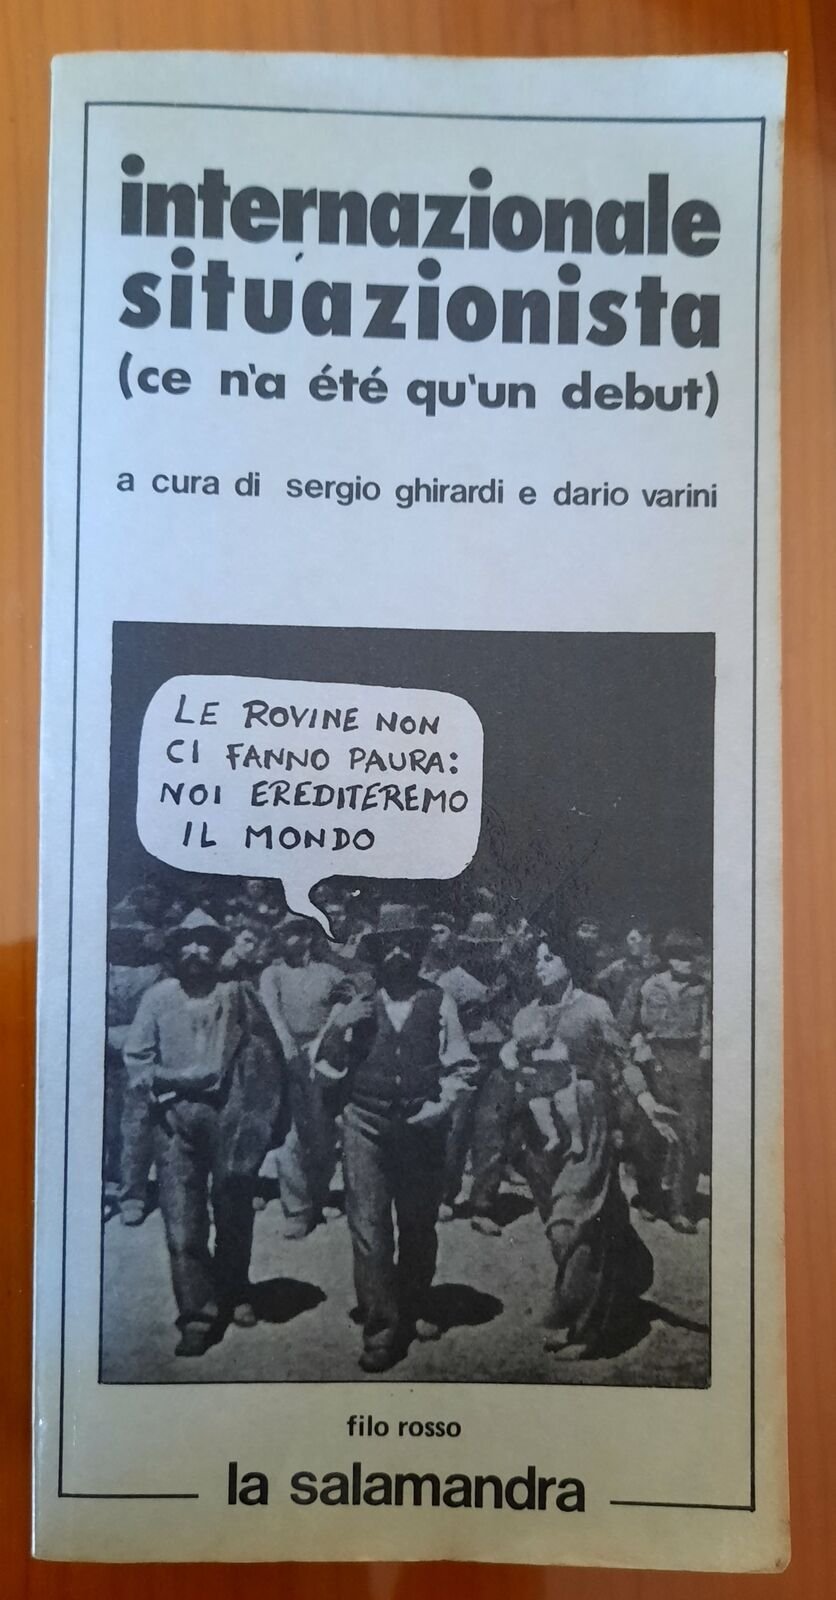 internazionale
situazionista
(ce n'a été qu'un debut)
a cura di sergio ghirardi e dario varini
LE ROVINE NON
CI FANNO PAURA:
NOI EREDITEREMO
IL MONDO
filo rosso
la salamandra